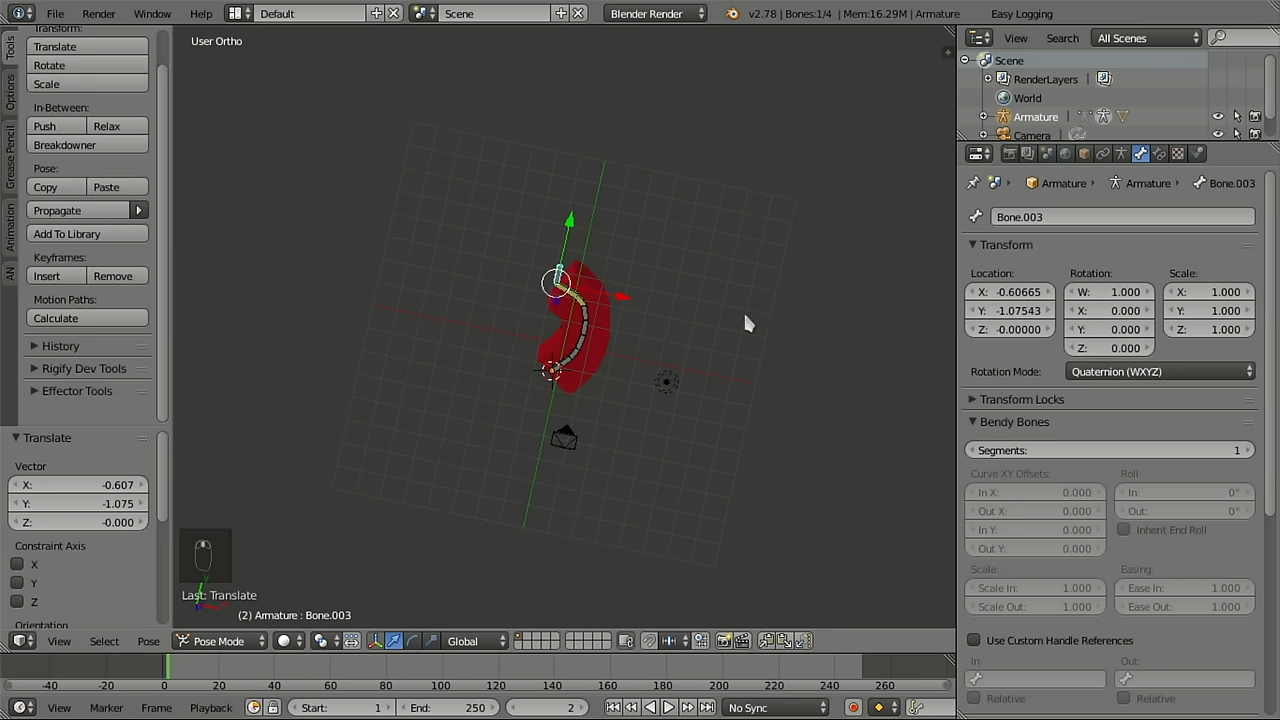 File Render Window Help Default Scene Blender Render v2.78 | Bones:1/4 | Mem:16.29M | Armature Easy Logging
Tools
Options
Grease Pencil
Animation
AN
Transform:
Translate
Rotate
Scale
In-Between:
Push Relax
Breakdowner
Pose:
Copy Paste
Propagate
Add To Library
Keyframes:
Insert Remove
Motion Paths:
Calculate
History
Rigify Dev Tools
Effector Tools
Translate
Vector
X: -0.607
Y: -1.075
Z: -0.000
Constraint Axis
X
Y
Z
Orientation
User Ortho
Last: Translate
(2) Armature : Bone.003
View Select Pose Pose Mode Global
-40 -20 0 20 40 60 80 100 120 140 160 180 200 220 240 260
View Marker Frame Playback Start: 1 End: 250 2 No Sync
View Search All Scenes
Scene
RenderLayers |
World
Armature |
Camera |
Armature Armature Bone.003
Bone.003
Transform
Location: Rotation: Scale:
X: -0.60665 W: 1.000 X: 1.000
Y: -1.07543 X: 0.000 Y: 1.000
Z: -0.00000 Y: 0.000 Z: 1.000
Z: 0.000
Rotation Mode: Quaternion (WXYZ)
Transform Locks
Bendy Bones
Segments: 1
Curve XY Offsets: Roll:
In X: 0.000 In: 0°
Out X: 0.000 Out: 0°
In Y: 0.000 Inherit End Roll
Out Y: 0.000
Scale: Easing:
Scale In: 1.000 Ease In: 1.000
Scale Out: 1.000 Ease Out: 1.000
Use Custom Handle References
In: Out:
Relative Relative